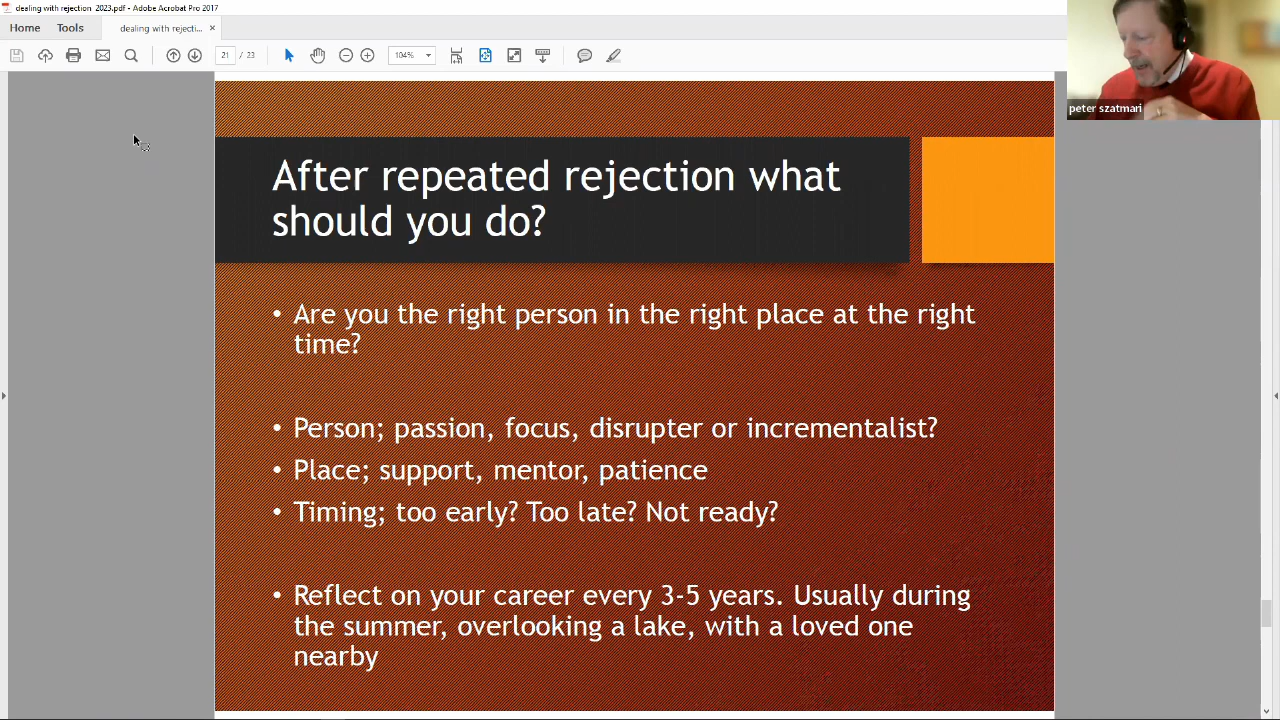 dealing with rejection 2023.pdf - Adobe Acrobat Pro 2017
Home Tools dealing with rejecti... ×
21 / 23 104%
peter szatmari
After repeated rejection what
should you do?
• Are you the right person in the right place at the right
time?
• Person; passion, focus, disrupter or incrementalist?
• Place; support, mentor, patience
• Timing; too early? Too late? Not ready?
• Reflect on your career every 3-5 years. Usually during
the summer, overlooking a lake, with a loved one
nearby